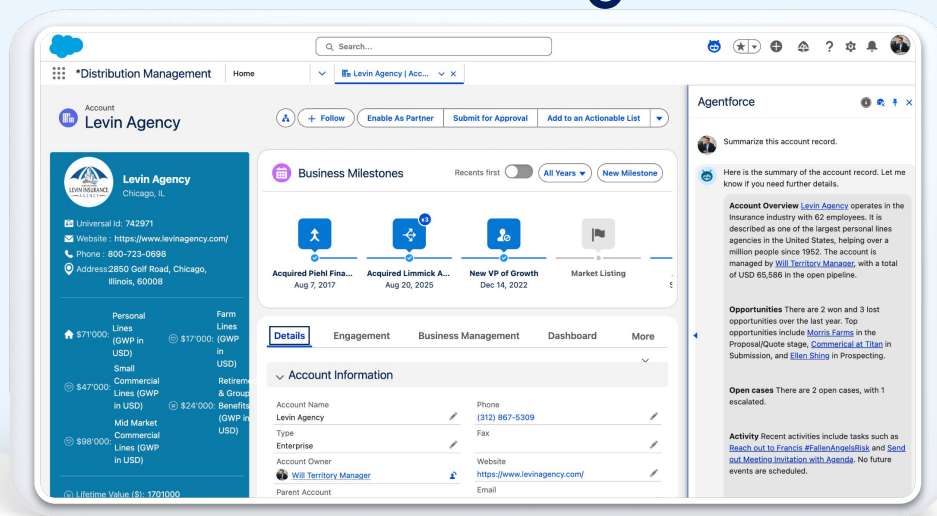 Search...
*Distribution Management
Home
Levin Agency | Acc...
Account
Levin Agency
Follow
Enable As Partner
Submit for Approval
Add to an Actionable List
LEVIN INSURANCE
AGENCY
Levin Agency
Chicago, IL
Universal Id: 742971
Website : https://www.levinagency.com/
Phone : 800-723-0698
Address:2850 Golf Road, Chicago,
Illinois, 60008
$71'000:
Personal
Lines
(GWP in
USD)
$17'000:
Farm
Lines
(GWP
in
USD)
$47'000:
Small
Commercial
Lines (GWP
in USD)
$24'000:
Retireme
& Group
Benefits
(GWP in
USD)
$98'000:
Mid Market
Commercial
Lines (GWP
in USD)
Lifetime Value ($): 1701000
Business Milestones
Recents first
All Years
New Milestone
x3
Acquired Piehl Fina...
Aug 7, 2017
Acquired Limmick A...
Aug 20, 2025
New VP of Growth
Dec 14, 2022
Market Listing
Details
Engagement
Business Management
Dashboard
More
Account Information
Account Name
Levin Agency
Phone
(312) 867-5309
Type
Enterprise
Fax
Account Owner
Will Territory Manager
Website
https://www.levinagency.com/
Parent Account
Email
Agentforce
Summarize this account record.
Here is the summary of the account record. Let me
know if you need further details.
Account Overview Levin Agency operates in the
Insurance industry with 62 employees. It is
described as one of the largest personal lines
agencies in the United States, helping over a
million people since 1952. The account is
managed by Will Territory Manager, with a total
of USD 65,586 in the open pipeline.
Opportunities There are 2 won and 3 lost
opportunities over the last year. Top
opportunities include Morris Farms in the
Proposal/Quote stage, Commerical at Titan in
Submission, and Ellen Shing in Prospecting.
Open cases There are 2 open cases, with 1
escalated.
Activity Recent activities include tasks such as
Reach out to Francis #FallenAngelsRisk and Send
out Meeting Invitation with Agenda. No future
events are scheduled.